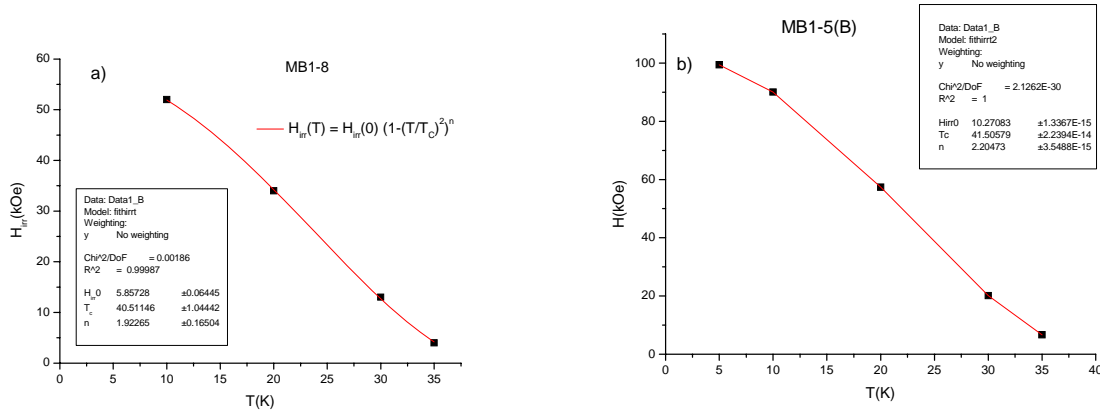 MB1-8
a)
H_irr(T) = H_irr(0) (1-(T/T_C)^2)^n
60
50
40
30
20
10
0
H_irr(kOe)
Data: Data1_B
Model: fithirrt
Weighting:
y No weighting
Chi^2/DoF = 0.00186
R^2 = 0.99987
H_irr0 5.85728 ±0.06445
T_c 40.51146 ±1.04442
n 1.92265 ±0.16504
0 5 10 15 20 25 30 35
T(K)
MB1-5(B)
b)
Data: Data1_B
Model: fithirrt2
Weighting:
y No weighting
Chi^2/DoF = 2.1262E-30
R^2 = 1
Hirr0 10.27083 ±1.3367E-15
Tc 41.50579 ±2.2394E-14
n 2.20473 ±3.5488E-15
100
80
60
40
20
0
H(kOe)
0 5 10 15 20 25 30 35 40
T(K)